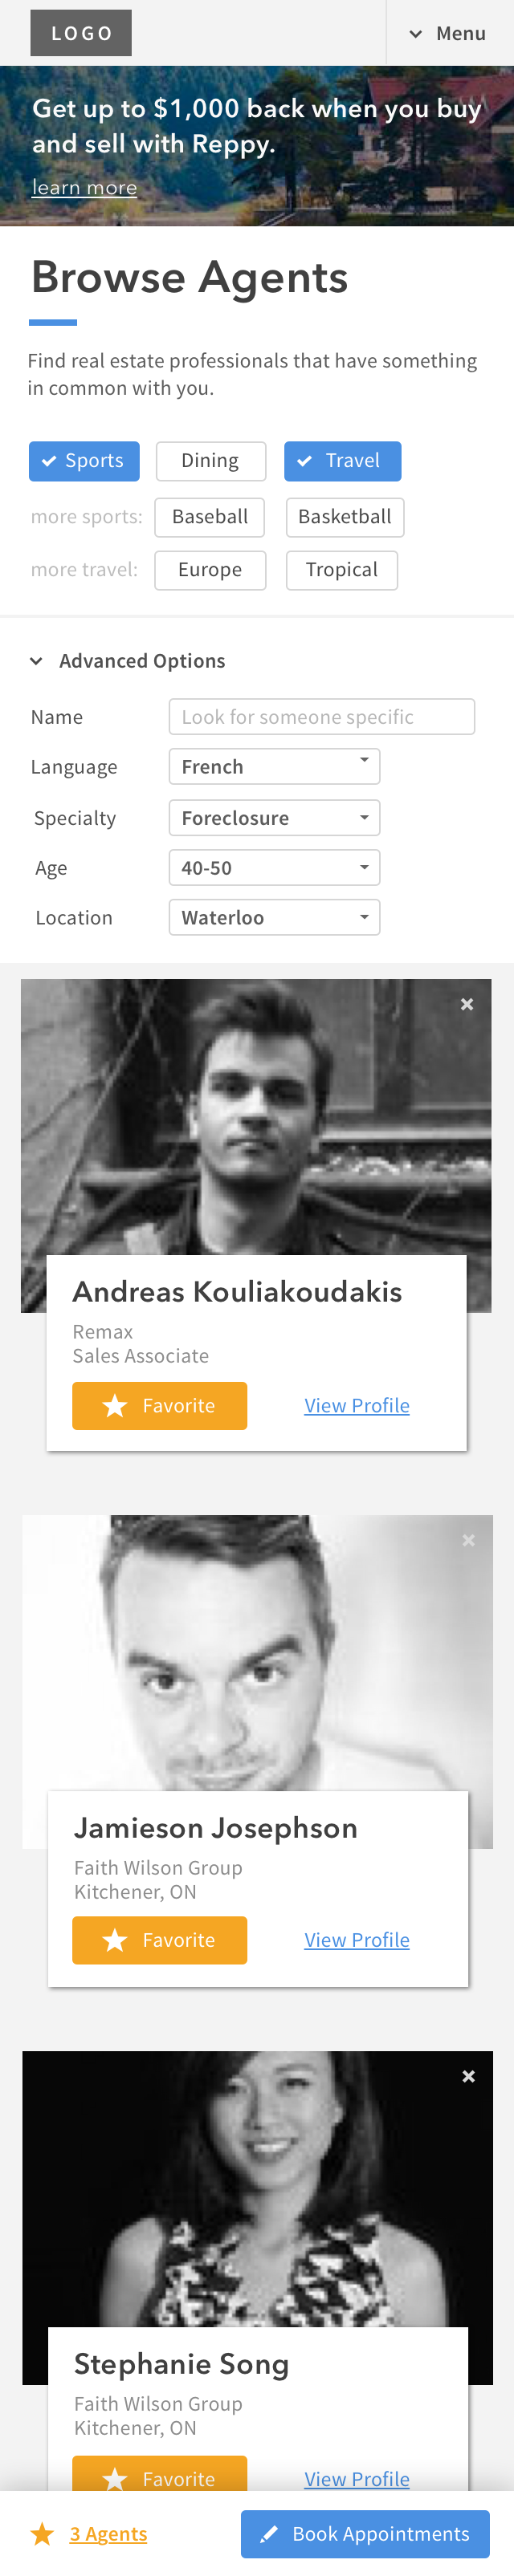 LOGO
Menu
Get up to $1,000 back when you buy
and sell with Reppy.
learn more
Browse Agents
Find real estate professionals that have something
in common with you.
Sports Dining Travel
more sports: Baseball Basketball
more travel: Europe Tropical
Advanced Options
Name Look for someone specific
Language French
Specialty Foreclosure
Age 40-50
Location Waterloo
Andreas Kouliakoudakis
Remax
Sales Associate
Favorite View Profile
Jamieson Josephson
Faith Wilson Group
Kitchener, ON
Favorite View Profile
Stephanie Song
Faith Wilson Group
Kitchener, ON
Favorite View Profile
3 Agents Book Appointments